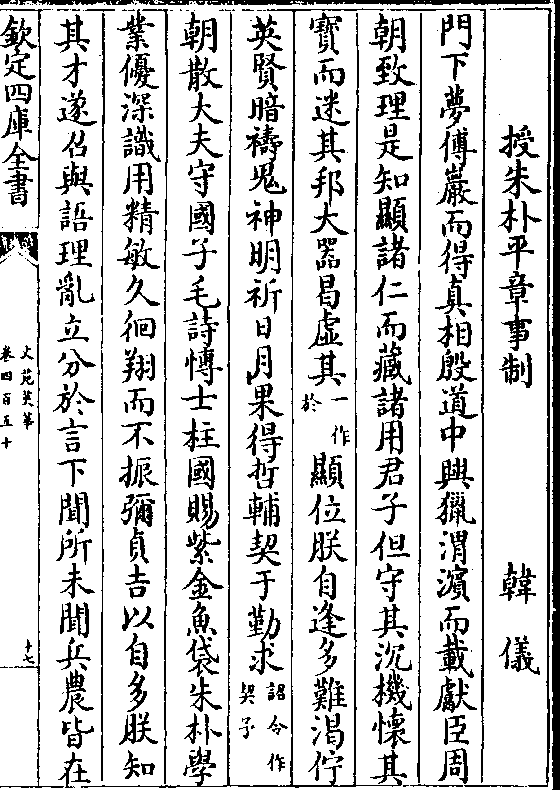 授朱朴平章事制　韓儀
門下夢傅巖而得真相殷道中興獵渭濵而載獻臣周
朝致理是知顯諸仁而藏諸用君子但守其沉機懷其
寳而迷其邦大器曷虚其一作於顯位朕自逢多難渴佇
英賢暗禱鬼神明祈日月果得哲輔契于勤求詔令作契予
朝散大夫守國子毛詩博士柱國賜紫金魚袋朱朴學
業優深識用精敏久徊翔而不振彌貞吉以自多朕知
其才遂召與語理亂立分於言下聞所未聞兵農皆在
欽定四庫全書
文苑英華
卷四百五十
十七